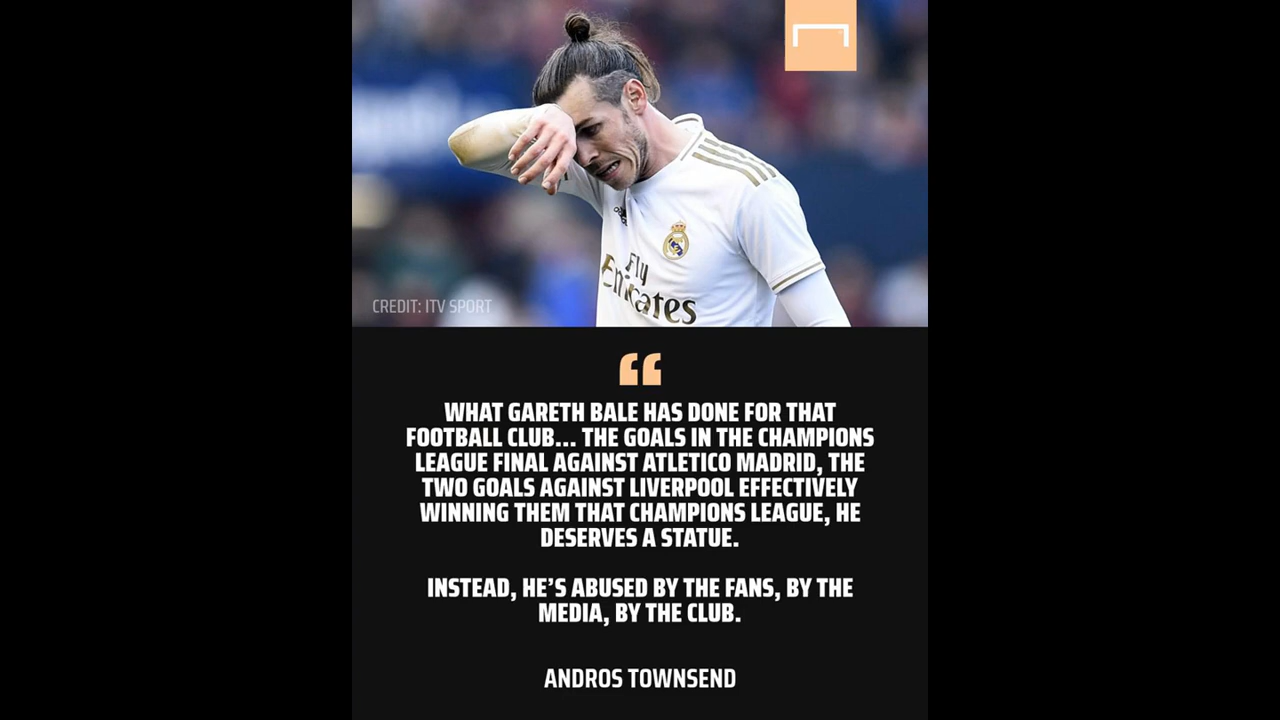 Fly
Emirates
CREDIT: ITV SPORT
WHAT GARETH BALE HAS DONE FOR THAT
FOOTBALL CLUB... THE GOALS IN THE CHAMPIONS
LEAGUE FINAL AGAINST ATLETICO MADRID, THE
TWO GOALS AGAINST LIVERPOOL EFFECTIVELY
WINNING THEM THAT CHAMPIONS LEAGUE, HE
DESERVES A STATUE.
INSTEAD, HE'S ABUSED BY THE FANS, BY THE
MEDIA, BY THE CLUB.
ANDROS TOWNSEND